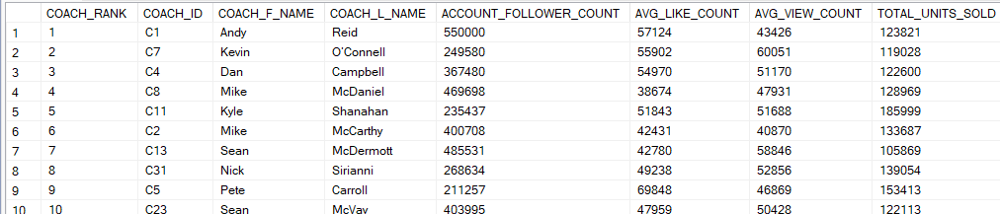 COACH_RANK COACH_ID COACH_F_NAME COACH_L_NAME ACCOUNT_FOLLOWER_COUNT AVG_LIKE_COUNT AVG_VIEW_COUNT TOTAL_UNITS_SOLD
1 1 C1 Andy Reid 550000 57124 43426 123821
2 2 C7 Kevin O'Connell 249580 55902 60051 119028
3 3 C4 Dan Campbell 367480 54970 51170 122600
4 4 C8 Mike McDaniel 469698 38674 47931 128969
5 5 C11 Kyle Shanahan 235437 51843 51688 185999
6 6 C2 Mike McCarthy 400708 42431 40870 133687
7 7 C13 Sean McDermott 485531 42780 58846 105869
8 8 C31 Nick Sirianni 268634 49238 52856 139054
9 9 C5 Pete Carroll 211257 69848 46869 153413
10 10 C23 Sean McVay 403995 47959 50428 122113